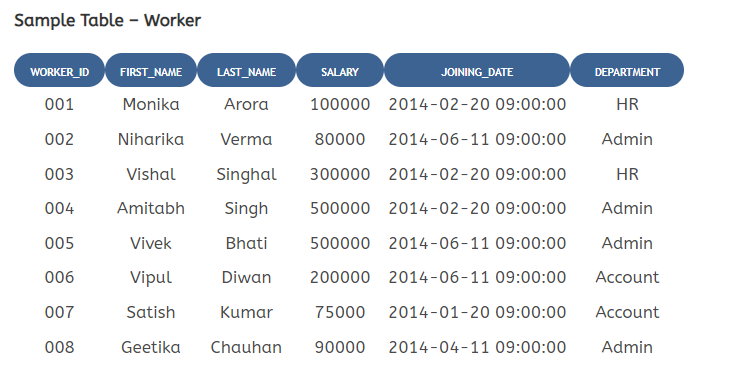 Sample Table – Worker
WORKER_ID FIRST_NAME LAST_NAME SALARY JOINING_DATE DEPARTMENT
001 Monika Arora 100000 2014-02-20 09:00:00 HR
002 Niharika Verma 80000 2014-06-11 09:00:00 Admin
003 Vishal Singhal 300000 2014-02-20 09:00:00 HR
004 Amitabh Singh 500000 2014-02-20 09:00:00 Admin
005 Vivek Bhati 500000 2014-06-11 09:00:00 Admin
006 Vipul Diwan 200000 2014-06-11 09:00:00 Account
007 Satish Kumar 75000 2014-01-20 09:00:00 Account
008 Geetika Chauhan 90000 2014-04-11 09:00:00 Admin